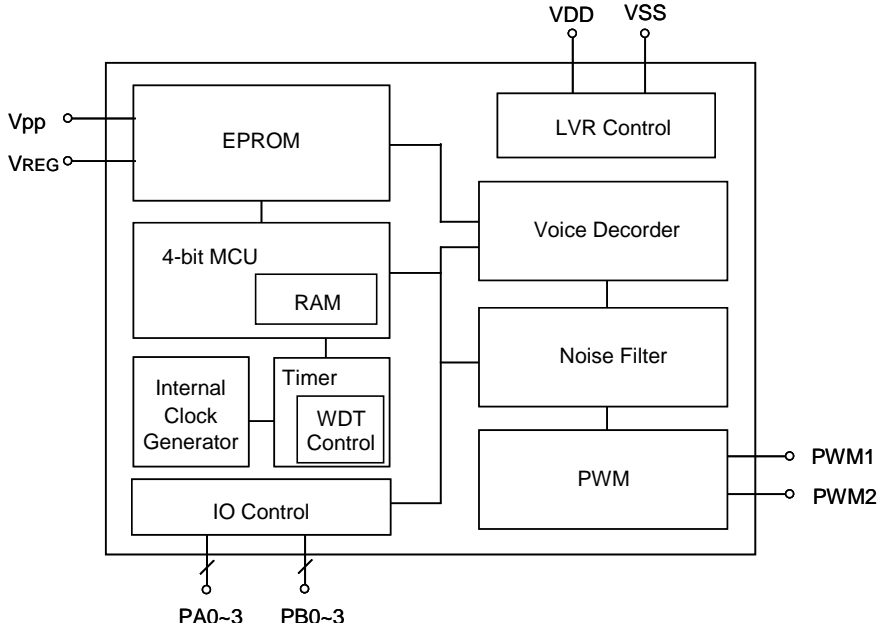 VDD VSS
Vpp
VREG
EPROM
LVR Control
4-bit MCU
RAM
Voice Decorder
Internal
Clock
Generator
Timer
WDT
Control
Noise Filter
IO Control
PWM
PWM1
PWM2
PA0~3 PB0~3